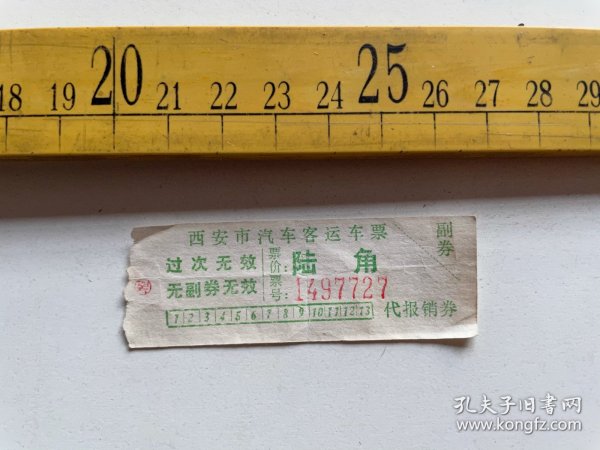 18 19 20 21 22 23 24 25 26 27 28 29
西安市汽车客运车票
副券
过次无效
票价：陆角
无副券无效
票号：1497727
1 2 3 4 5 6 7 8 9 10 11 12 13
代报销券
孔夫子旧书网
www.kongfz.com